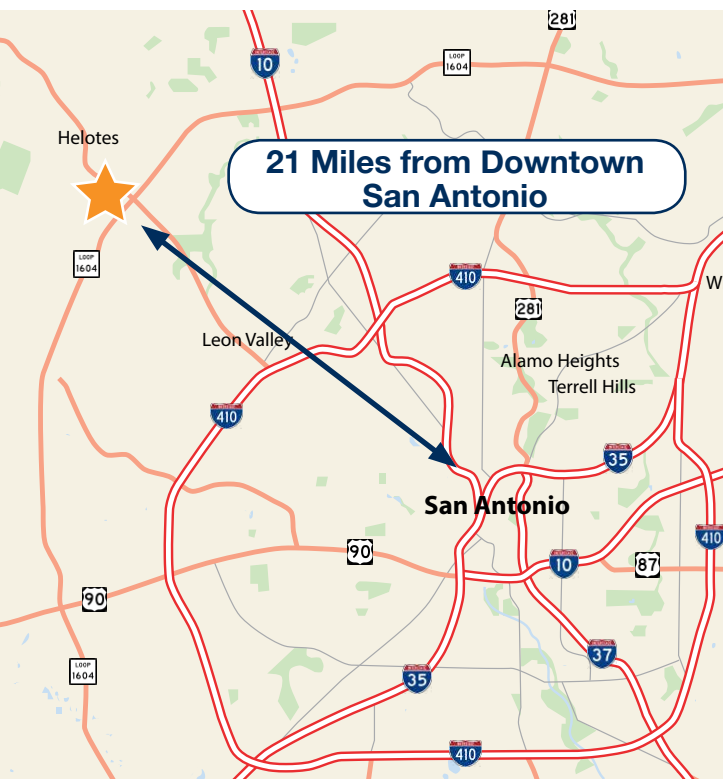 281
10
LOOP
1604
Helotes
21 Miles from Downtown
San Antonio
LOOP
1604
410
W
281
Leon Valley
Alamo Heights
Terrell Hills
410
35
San Antonio
410
90
10
87
90
37
LOOP
1604
35
410